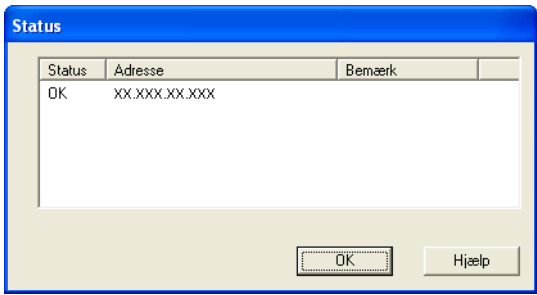 Status
Status Adresse Bemærk
OK XX.XXX.XX.XXX
OK Hjælp